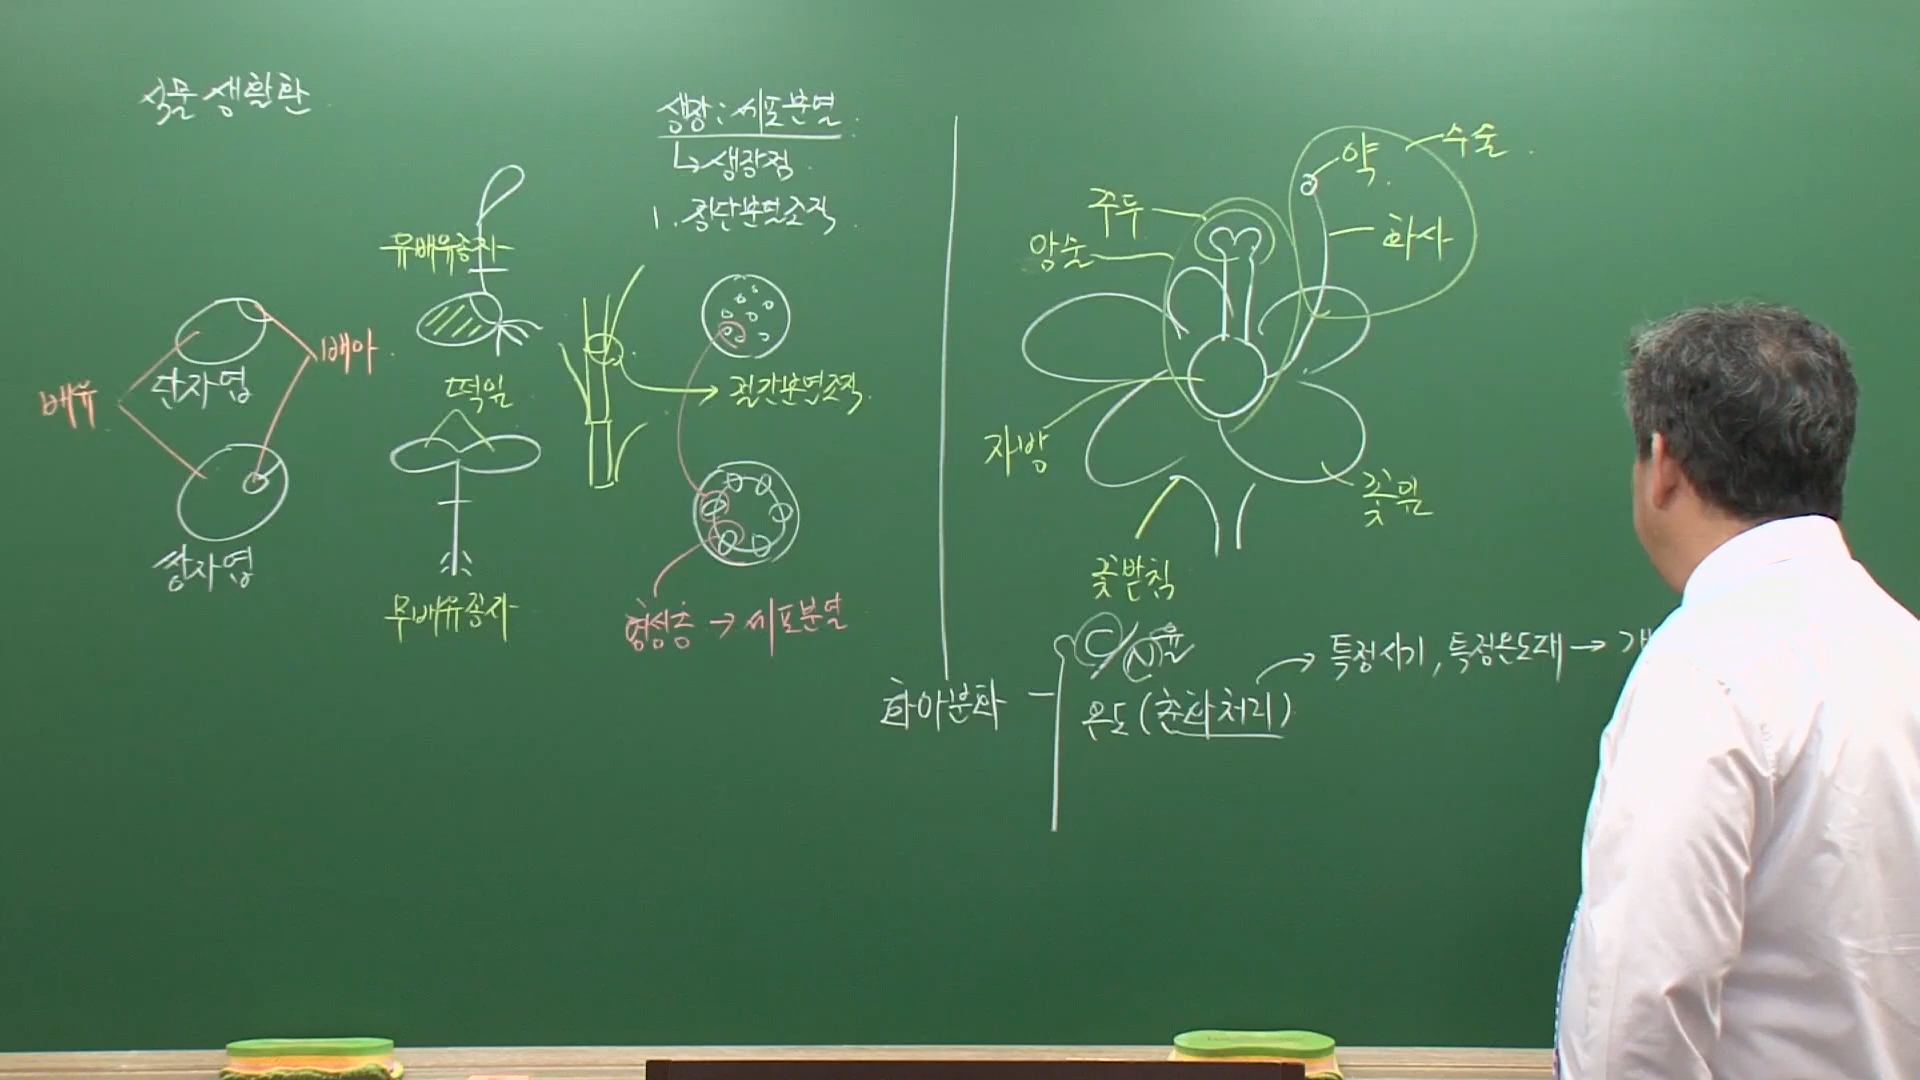 식물생활환
생장:세포분열
↳생장점
1. 정단분열조직
유배유종자
배아
단자엽
배유
떡잎
절간분열조직
쌍자엽
무배유종자
형성층 → 세포분열
약
수술
주두
화사
암술
자방
꽃잎
꽃받침
C/N율
특정시기, 특정온도대 →
화아분화
온도(춘화처리)